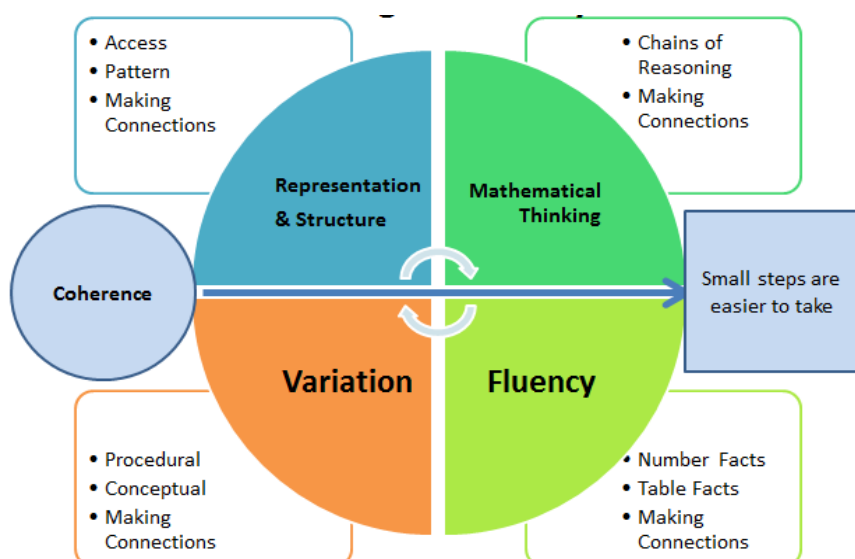 • Access
• Pattern
• Making
Connections
• Chains of
Reasoning
• Making
Connections
Representation
& Structure
Mathematical
Thinking
Coherence
Small steps are
easier to take
Variation
Fluency
• Procedural
• Conceptual
• Making
Connections
• Number Facts
• Table Facts
• Making
Connections